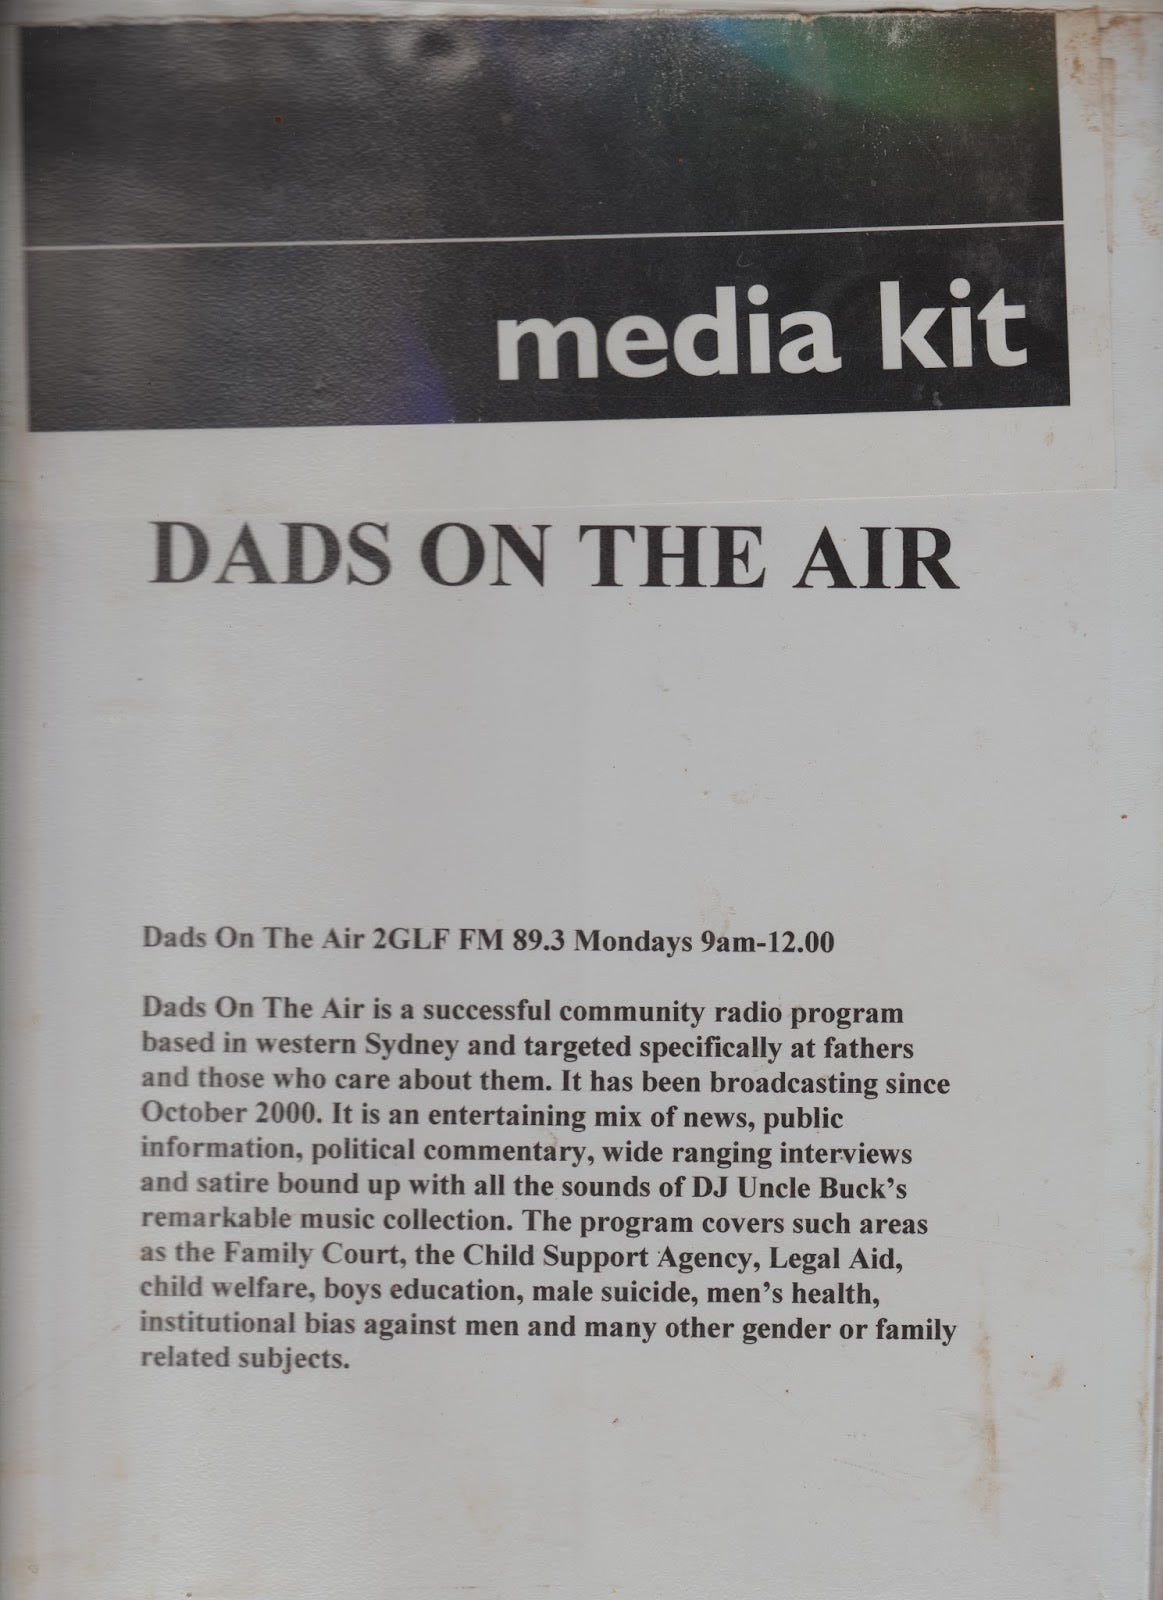 media kit
DADS ON THE AIR
Dads On The Air 2GLF FM 89.3 Mondays 9am-12.00
Dads On The Air is a successful community radio program
based in western Sydney and targeted specifically at fathers
and those who care about them. It has been broadcasting since
October 2000. It is an entertaining mix of news, public
information, political commentary, wide ranging interviews
and satire bound up with all the sounds of DJ Uncle Buck's
remarkable music collection. The program covers such areas
as the Family Court, the Child Support Agency, Legal Aid,
child welfare, boys education, male suicide, men's health,
institutional bias against men and many other gender or family
related subjects.